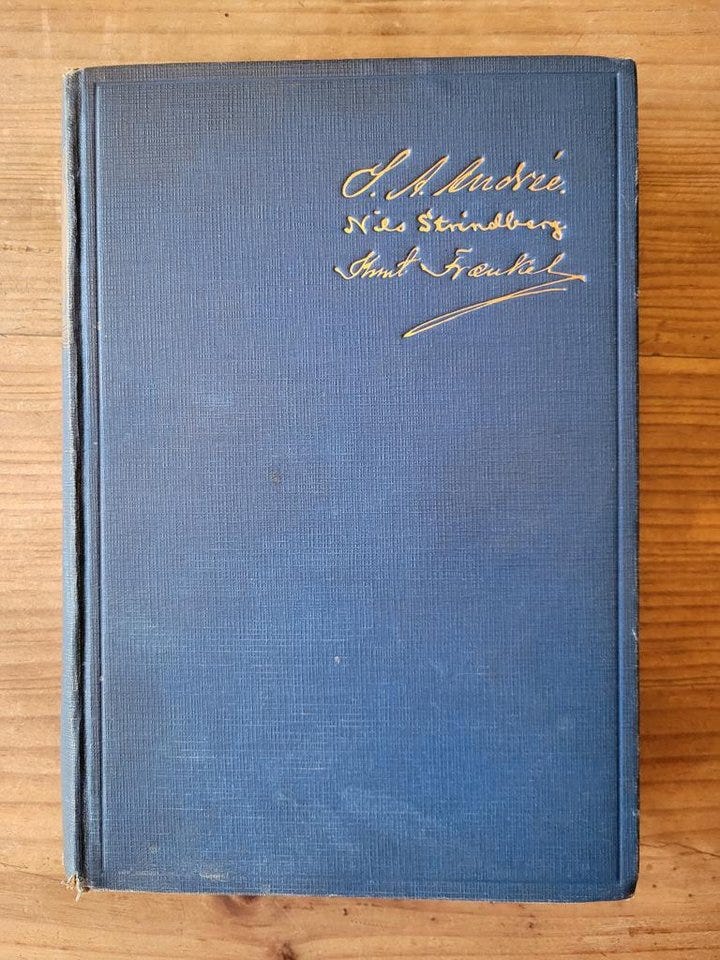 S. A. Andrée.
Nils Strindberg
Knut Frænkel